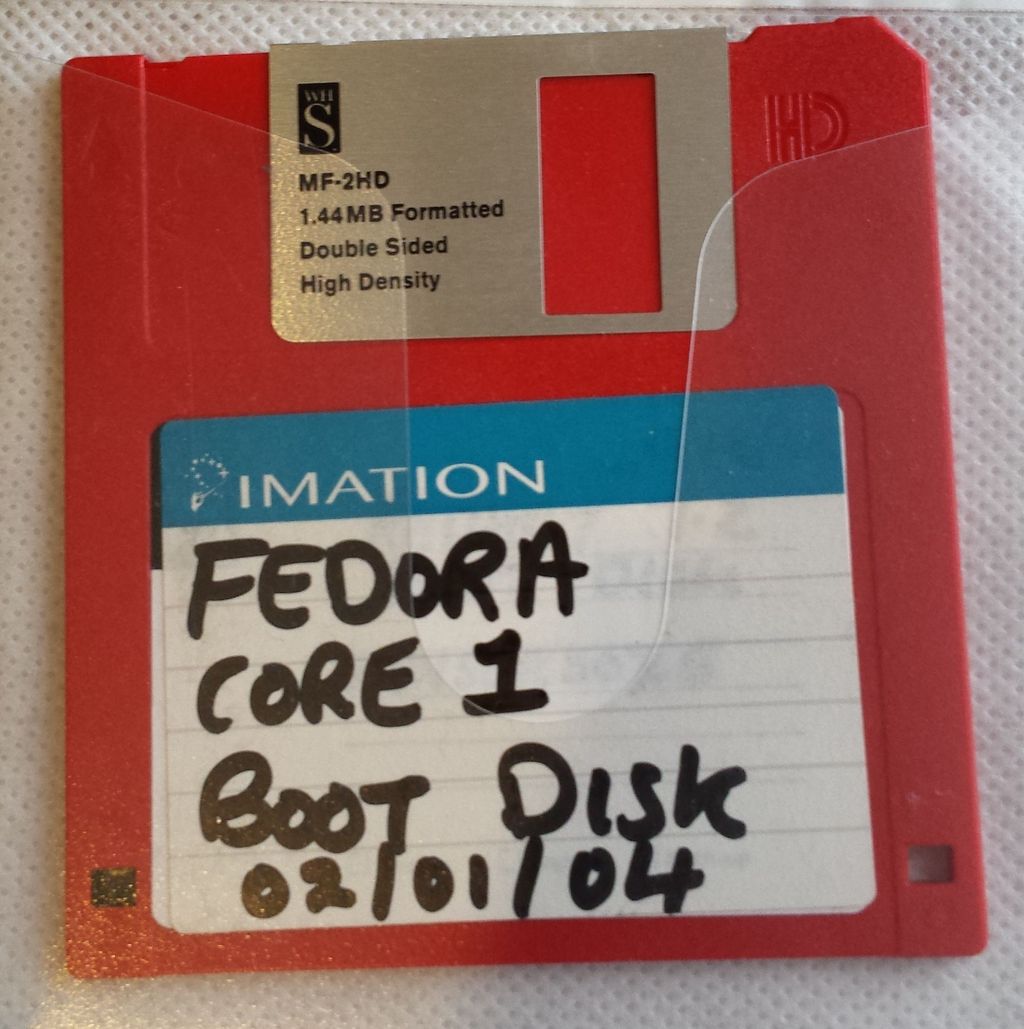 WH
S
MF-2HD
1.44MB Formatted
Double Sided
High Density
HD
IMATION
FEDORA
CORE 1
BOOT DISK
02/01/04